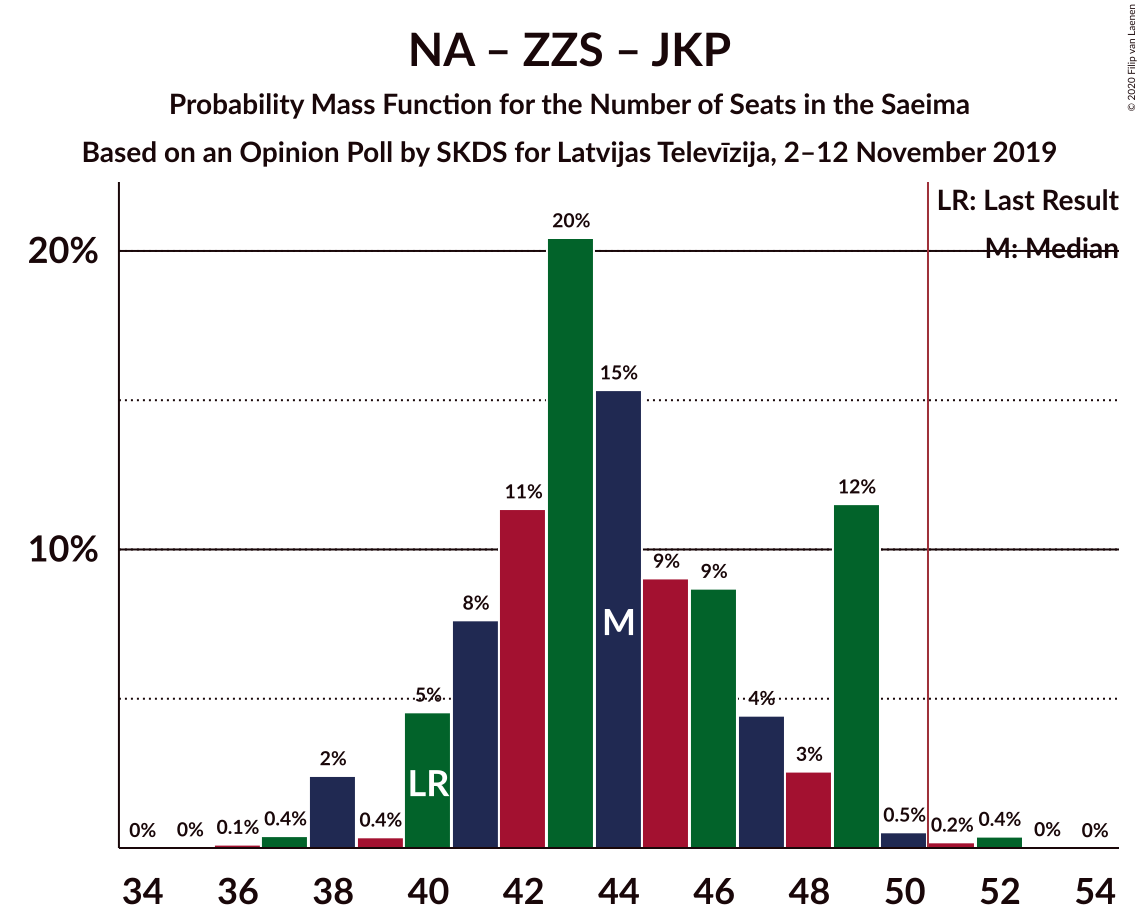 © 2020 Filip van Laenen
NA – ZZS – JKP
Probability Mass Function for the Number of Seats in the Saeima
Based on an Opinion Poll by SKDS for Latvijas Televīzija, 2–12 November 2019
LR: Last Result
M: Median
20%
10%
0%
0%
0.1%
0.4%
2%
0.4%
5%
8%
11%
20%
15%
9%
9%
4%
3%
12%
0.5%
0.2%
0.4%
0%
0%
LR
M
34 36 38 40 42 44 46 48 50 52 54